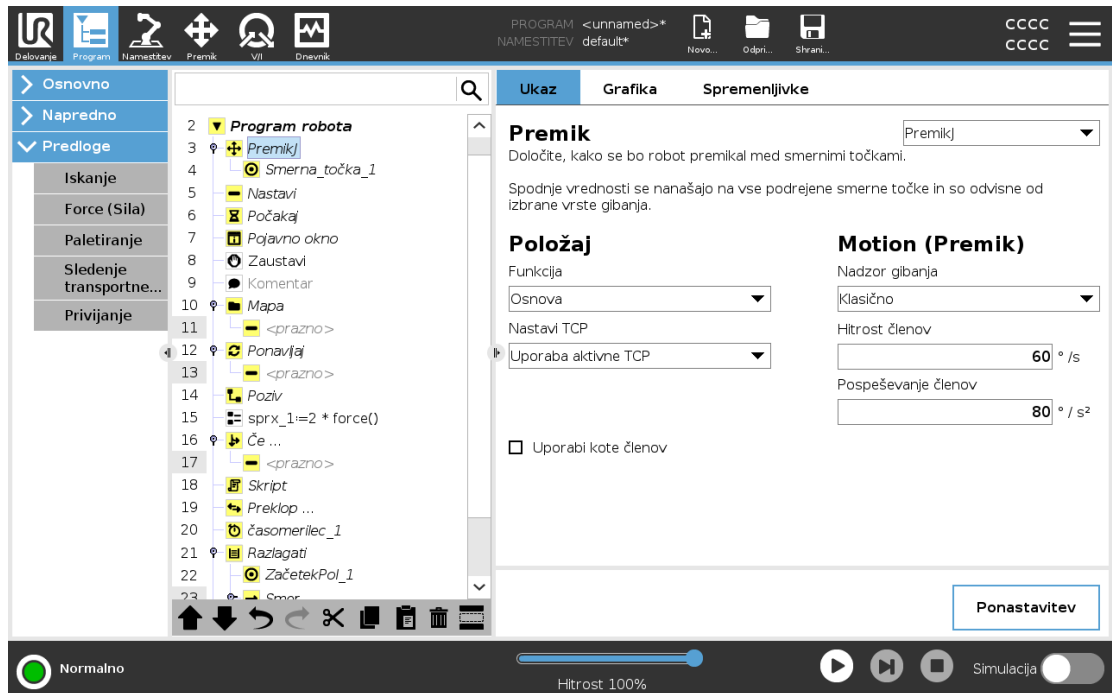 PROGRAM <unnamed>*
NAMESTITEV default*
Delovanje
Program
Namestitev
Premik
V/I
Dnevnik
Novo...
Odpri...
Shrani...
CCCC
CCCC
Osnovno
Napredno
Predloge
Iskanje
Force (Sila)
Paletiranje
Sledenje
transportne...
Privijanje
2 Program robota
3 PremikJ
4 Smerna_točka_1
5 Nastavi
6 Počakaj
7 Pojavno okno
8 Zaustavi
9 Komentar
10 Mapa
11 <prazno>
12 Ponavljaj
13 <prazno>
14 Poziv
15 sprx_1:=2 * force()
16 Če ...
17 <prazno>
18 Skript
19 Preklop ...
20 časomerilec_1
21 Razlagati
22 ZačetekPol_1
23 Smer
Ukaz
Grafika
Spremenljivke
Premik
PremikJ
Določite, kako se bo robot premikal med smernimi točkami.
Spodnje vrednosti se nanašajo na vse podrejene smerne točke in so odvisne od
izbrane vrste gibanja.
Položaj
Funkcija
Osnova
Nastavi TCP
Uporaba aktivne TCP
Uporabi kote členov
Motion (Premik)
Nadzor gibanja
Klasično
Hitrost členov
60 ° /s
Pospeševanje členov
80 ° / s²
Ponastavitev
Normalno
Hitrost 100%
Simulacija